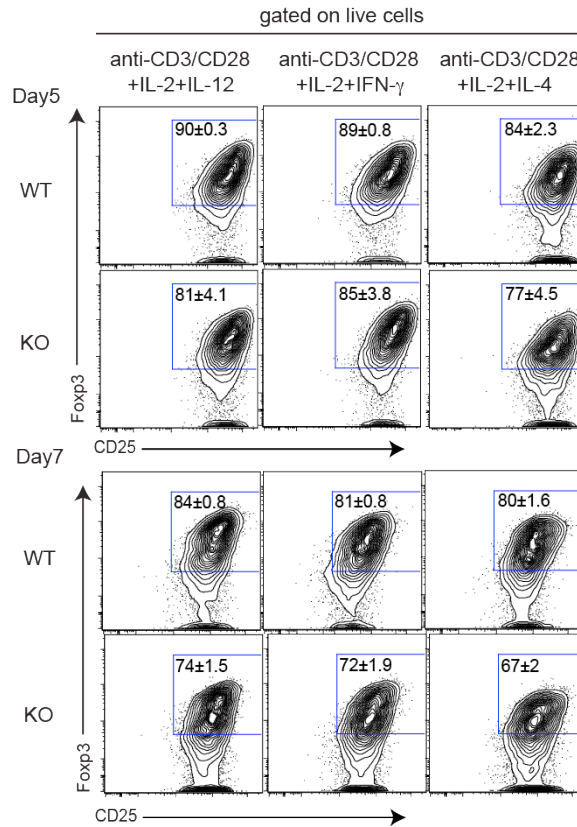 gated on live cells
anti-CD3/CD28 anti-CD3/CD28 anti-CD3/CD28
+IL-2+IL-12 +IL-2+IFN-γ +IL-2+IL-4
Day5
90±0.3 89±0.8 84±2.3
WT
81±4.1 85±3.8 77±4.5
KO
Foxp3
CD25
Day7
84±0.8 81±0.8 80±1.6
WT
74±1.5 72±1.9 67±2
KO
Foxp3
CD25